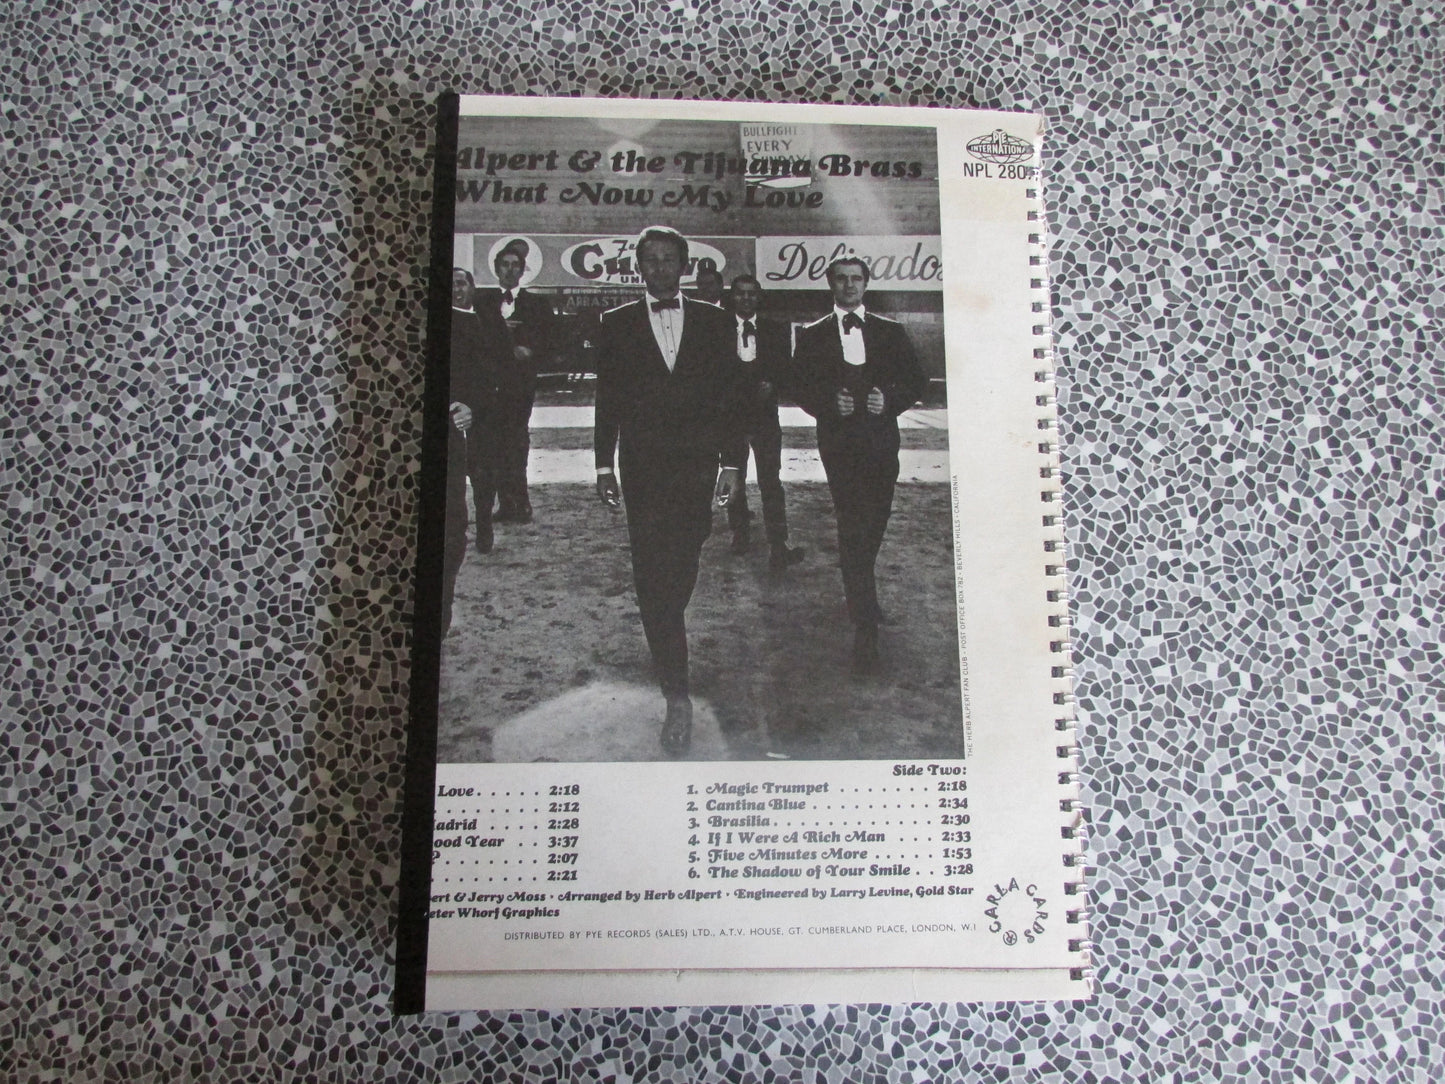 Alpert & the Tijuana Brass
What Now My Love
BULLFIGHTS
EVERY
SUNDAY
PYE
INTERNATIONAL
NPL 280
UN
Delicados
ARRAST
THE HERB ALPERT FAN CLUB · POST OFFICE BOX 782 · BEVERLY HILLS · CALIFORNIA
Side Two:
Love . . . . . 2:18
. . . . . . . 2:12
adrid . . . . 2:28
ood Year . . 3:37
? . . . . . . 2:07
. . . . . . . 2:21
1. Magic Trumpet . . . . . . . 2:18
2. Cantina Blue . . . . . . . . 2:34
3. Brasilia . . . . . . . . . . . 2:30
4. If I Were A Rich Man . . . . 2:33
5. Five Minutes More . . . . . 1:53
6. The Shadow of Your Smile . . 3:28
pert & Jerry Moss · Arranged by Herb Alpert · Engineered by Larry Levine, Gold Star
eter Whorf Graphics
DISTRIBUTED BY PYE RECORDS (SALES) LTD., A.T.V. HOUSE, GT. CUMBERLAND PLACE, LONDON, W.1
CARLA CARDS